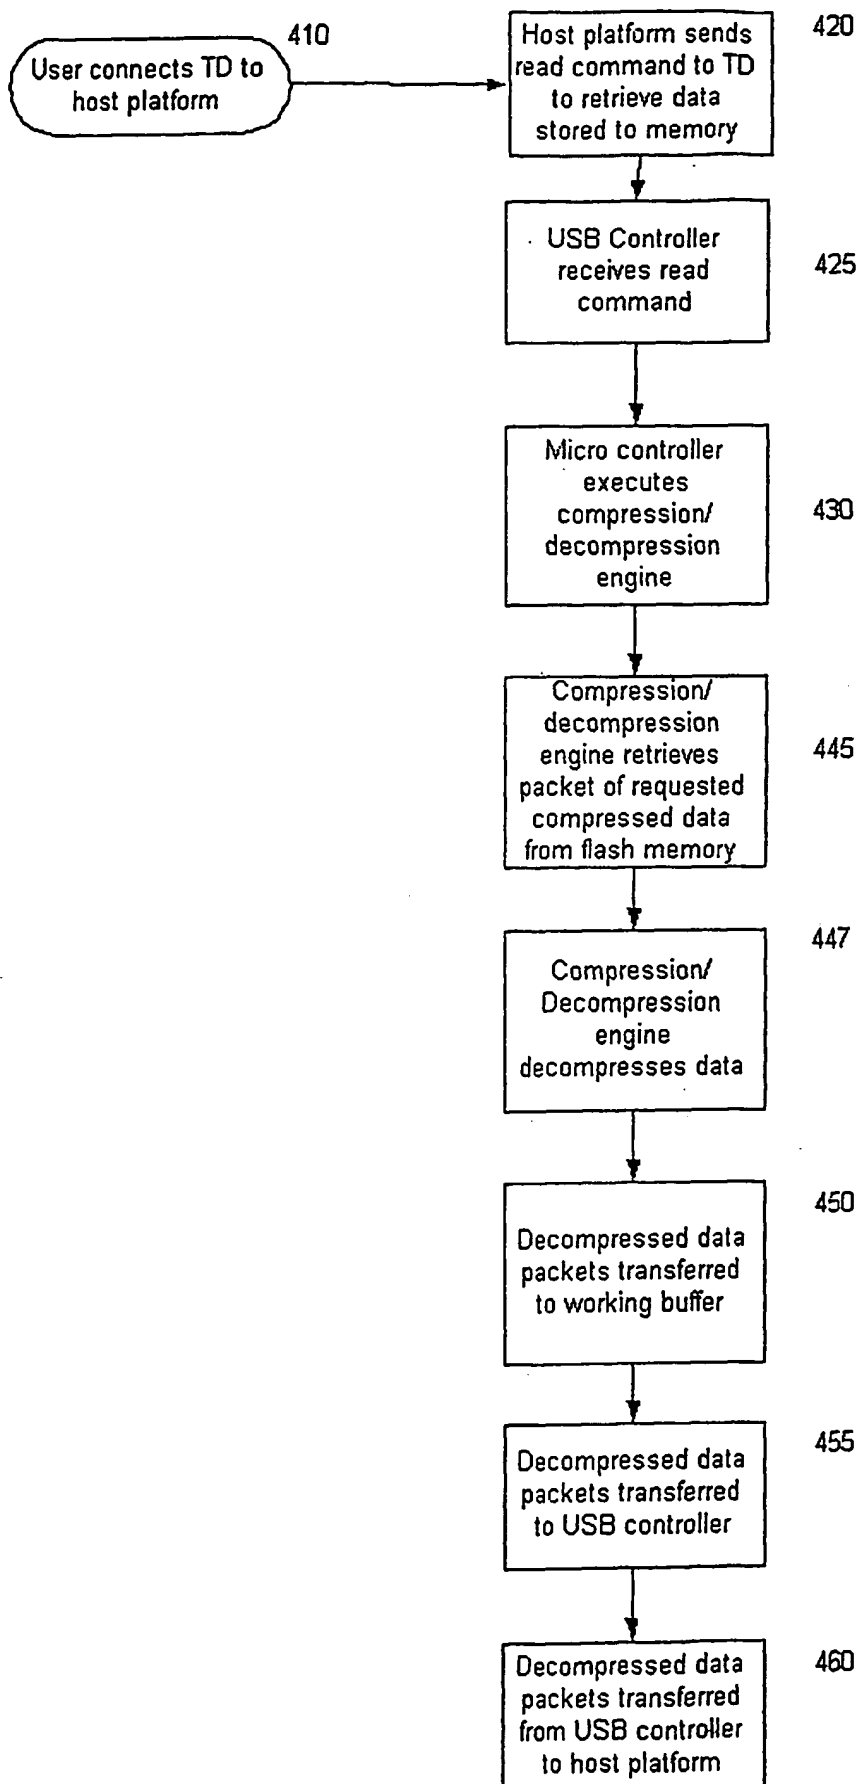 410
User connects TD to
host platform
420
Host platform sends
read command to TD
to retrieve data
stored to memory
USB Controller
receives read
command
425
Micro controller
executes
compression/
decompression
engine
430
Compression/
decompression
engine retrieves
packet of requested
compressed data
from flash memory
445
447
Compression/
Decompression
engine
decompresses data
450
Decompressed data
packets transferred
to working buffer
455
Decompressed data
packets transferred
to USB controller
460
Decompressed data
packets transferred
from USB controller
to host platform